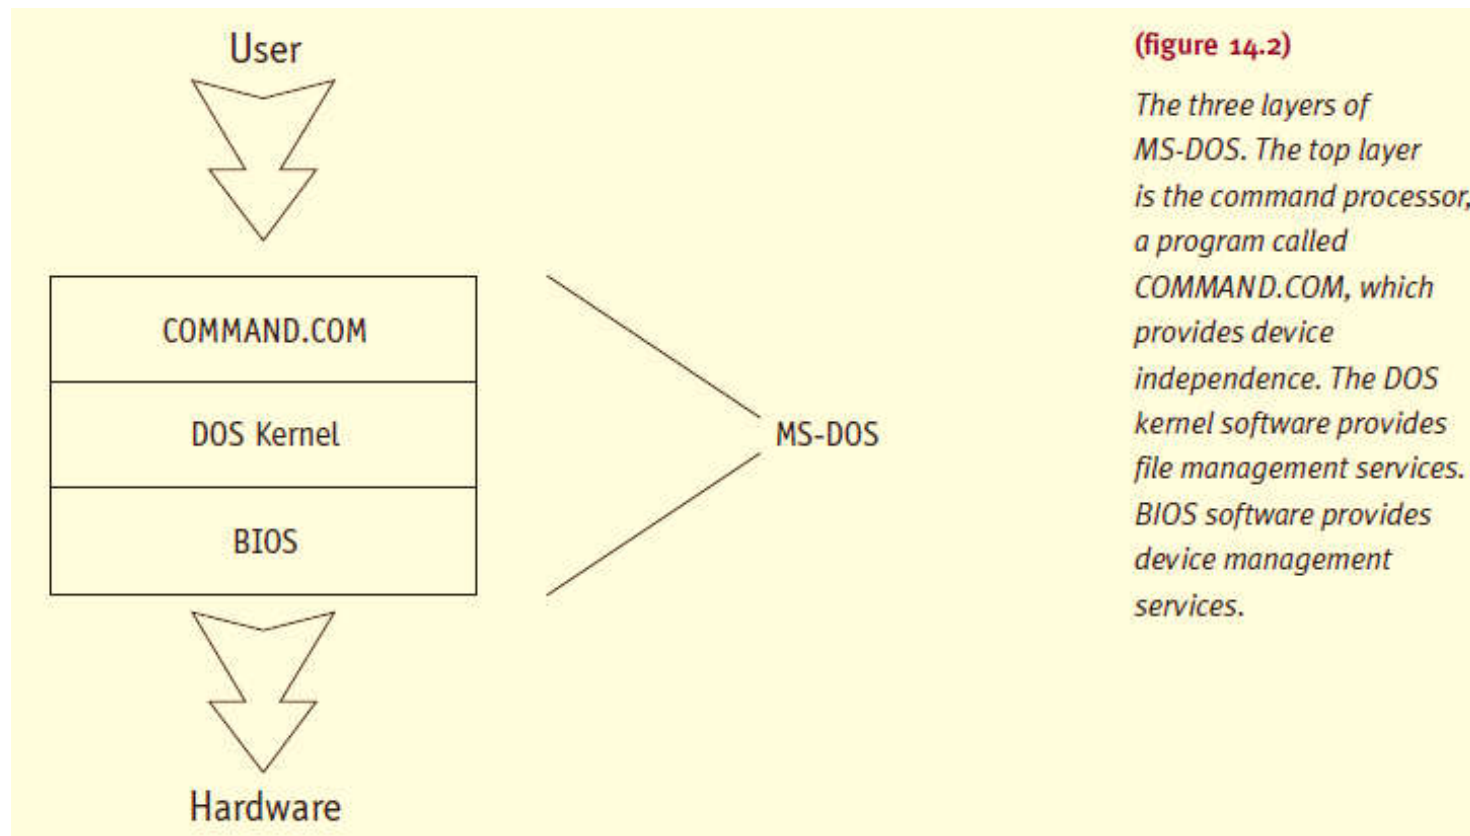 User
COMMAND.COM
DOS Kernel
BIOS
MS-DOS
Hardware
(figure 14.2)
The three layers of
MS-DOS. The top layer
is the command processor,
a program called
COMMAND.COM, which
provides device
independence. The DOS
kernel software provides
file management services.
BIOS software provides
device management
services.